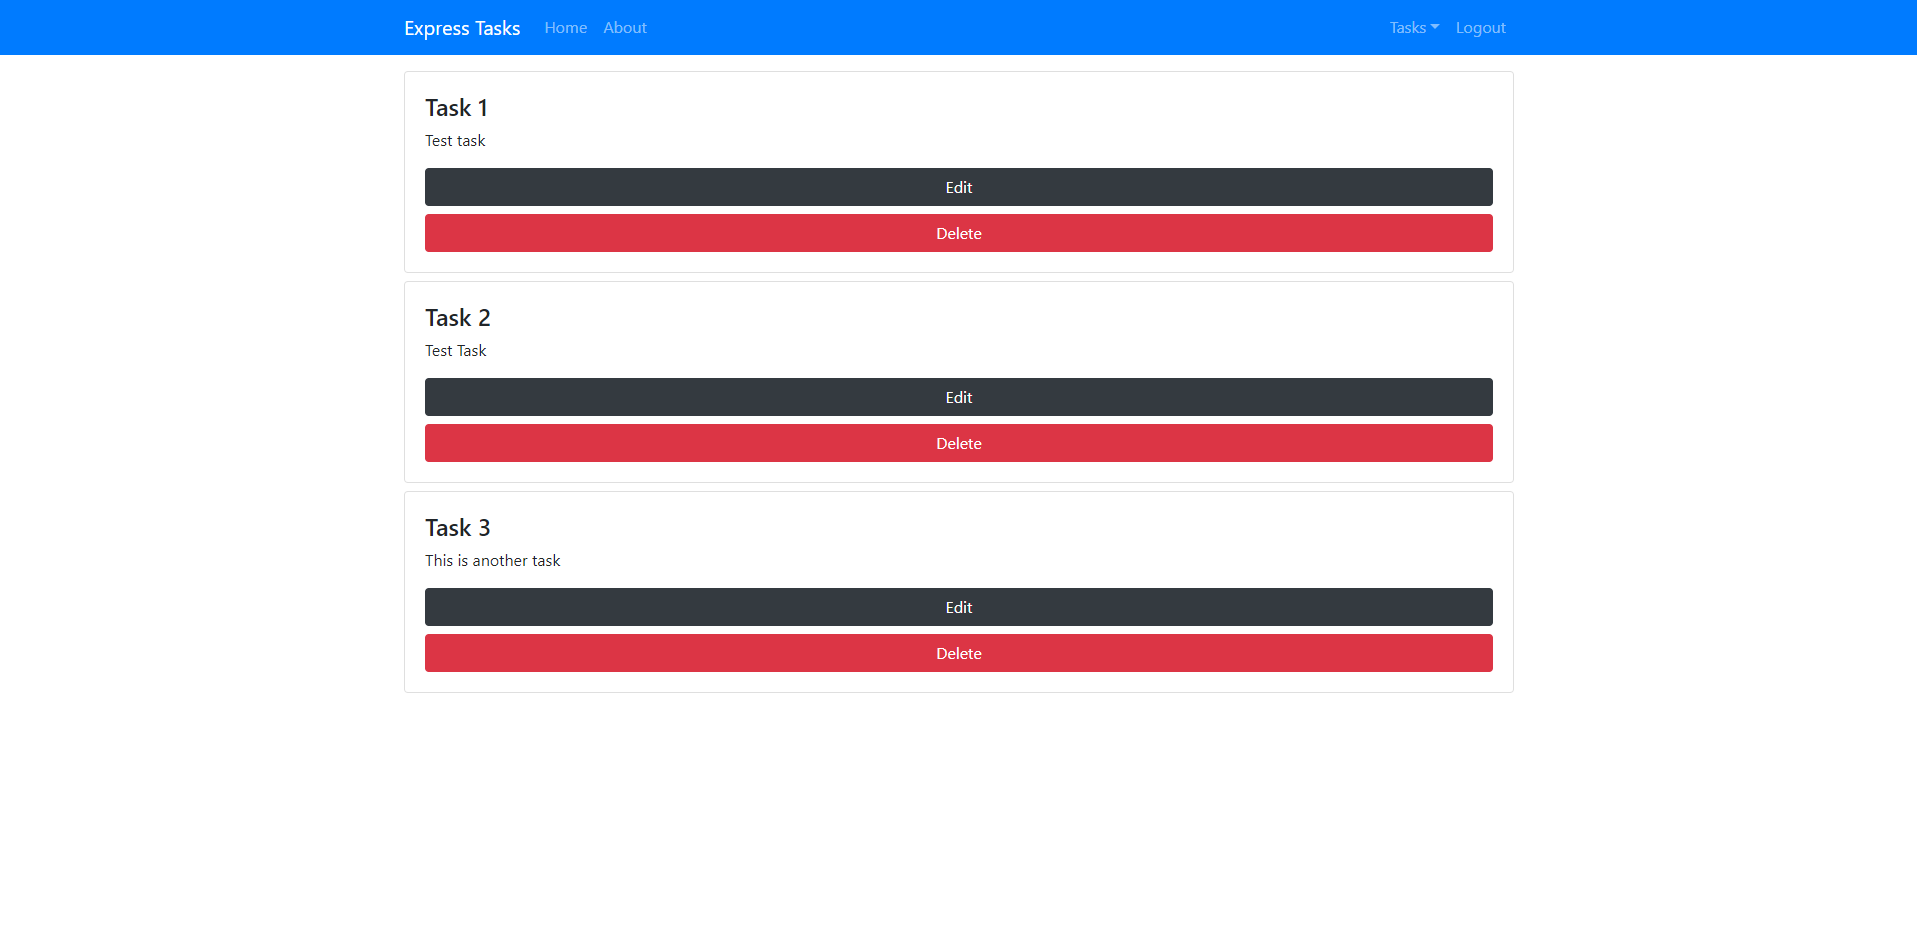 Express Tasks Home About Tasks Logout
Task 1
Test task
Edit
Delete
Task 2
Test Task
Edit
Delete
Task 3
This is another task
Edit
Delete